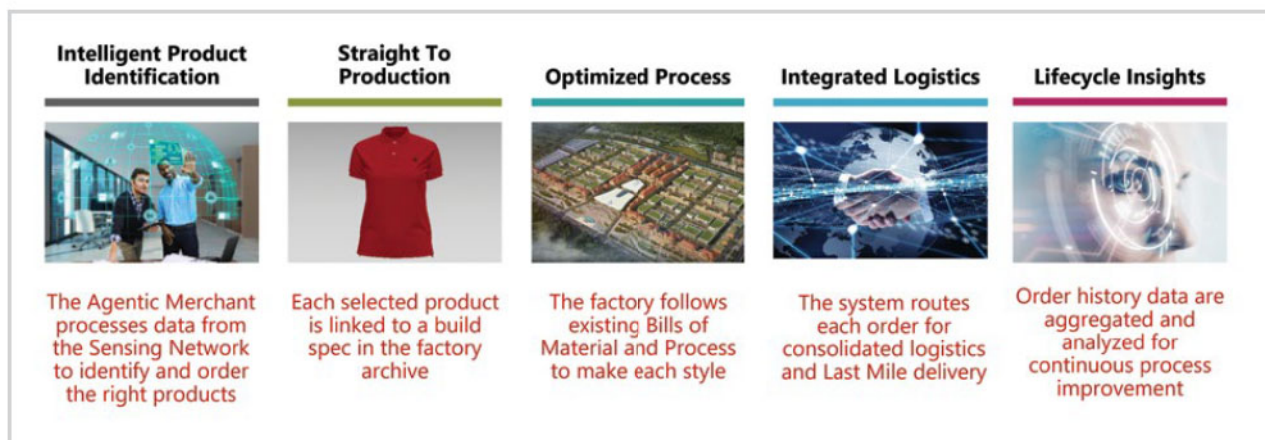 Intelligent Product
Identification
The Agentic Merchant
processes data from
the Sensing Network
to identify and order
the right products
Straight To
Production
Each selected product
is linked to a build
spec in the factory
archive
Optimized Process
The factory follows
existing Bills of
Material and Process
to make each style
Integrated Logistics
The system routes
each order for
consolidated logistics
and Last Mile delivery
Lifecycle Insights
Order history data are
aggregated and
analyzed for
continuous process
improvement